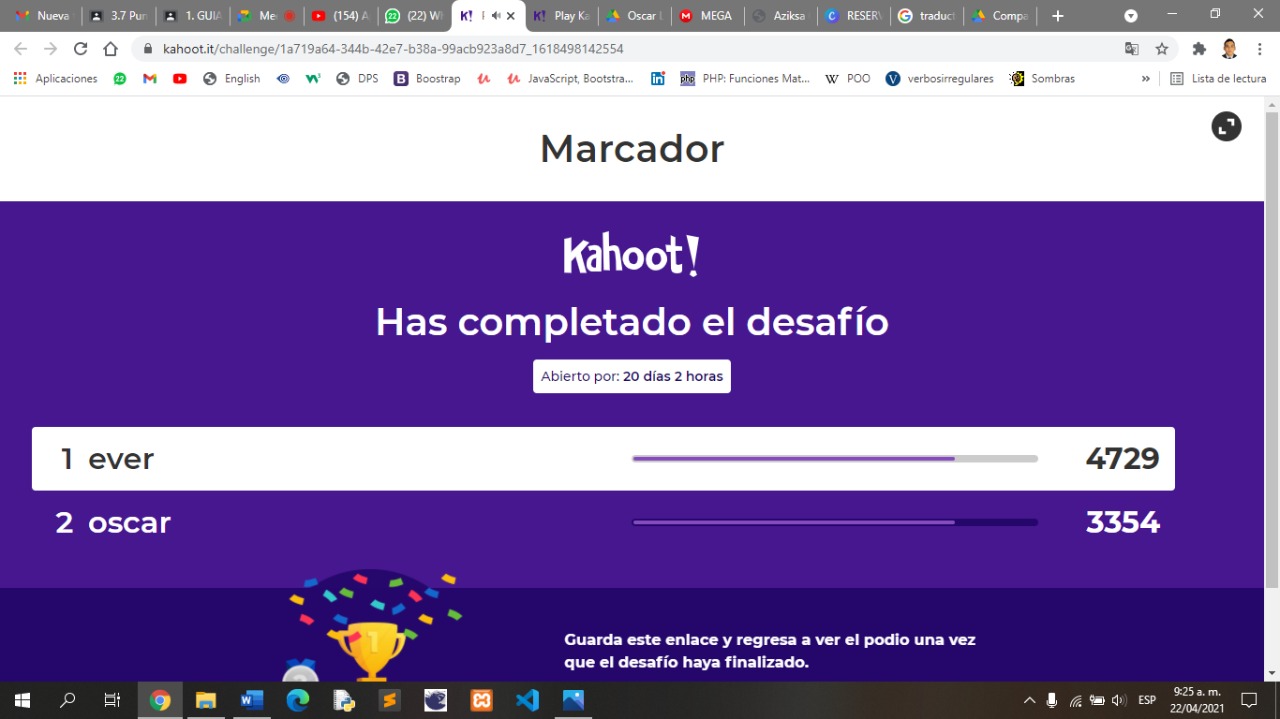 Nueva
3.7 Pun
1. GUIA
Me
(154) A
(22) Wh
K!
K! Play Ka
Oscar L
MEGA
Aziksa
RESERV
traduct
Compa
kahoot.it/challenge/1a719a64-344b-42e7-b38a-99acb923a8d7_1618498142554
Aplicaciones
22
English
DPS
B Boostrap
JavaScript, Bootstra...
php PHP: Funciones Mat...
W POO
V verbosirregulares
Sombras
»
Lista de lectura
Marcador
Kahoot!
Has completado el desafío
Abierto por: 20 días 2 horas
1 ever 4729
2 oscar 3354
1
Guarda este enlace y regresa a ver el podio una vez
que el desafío haya finalizado.
ESP
9:25 a. m.
22/04/2021